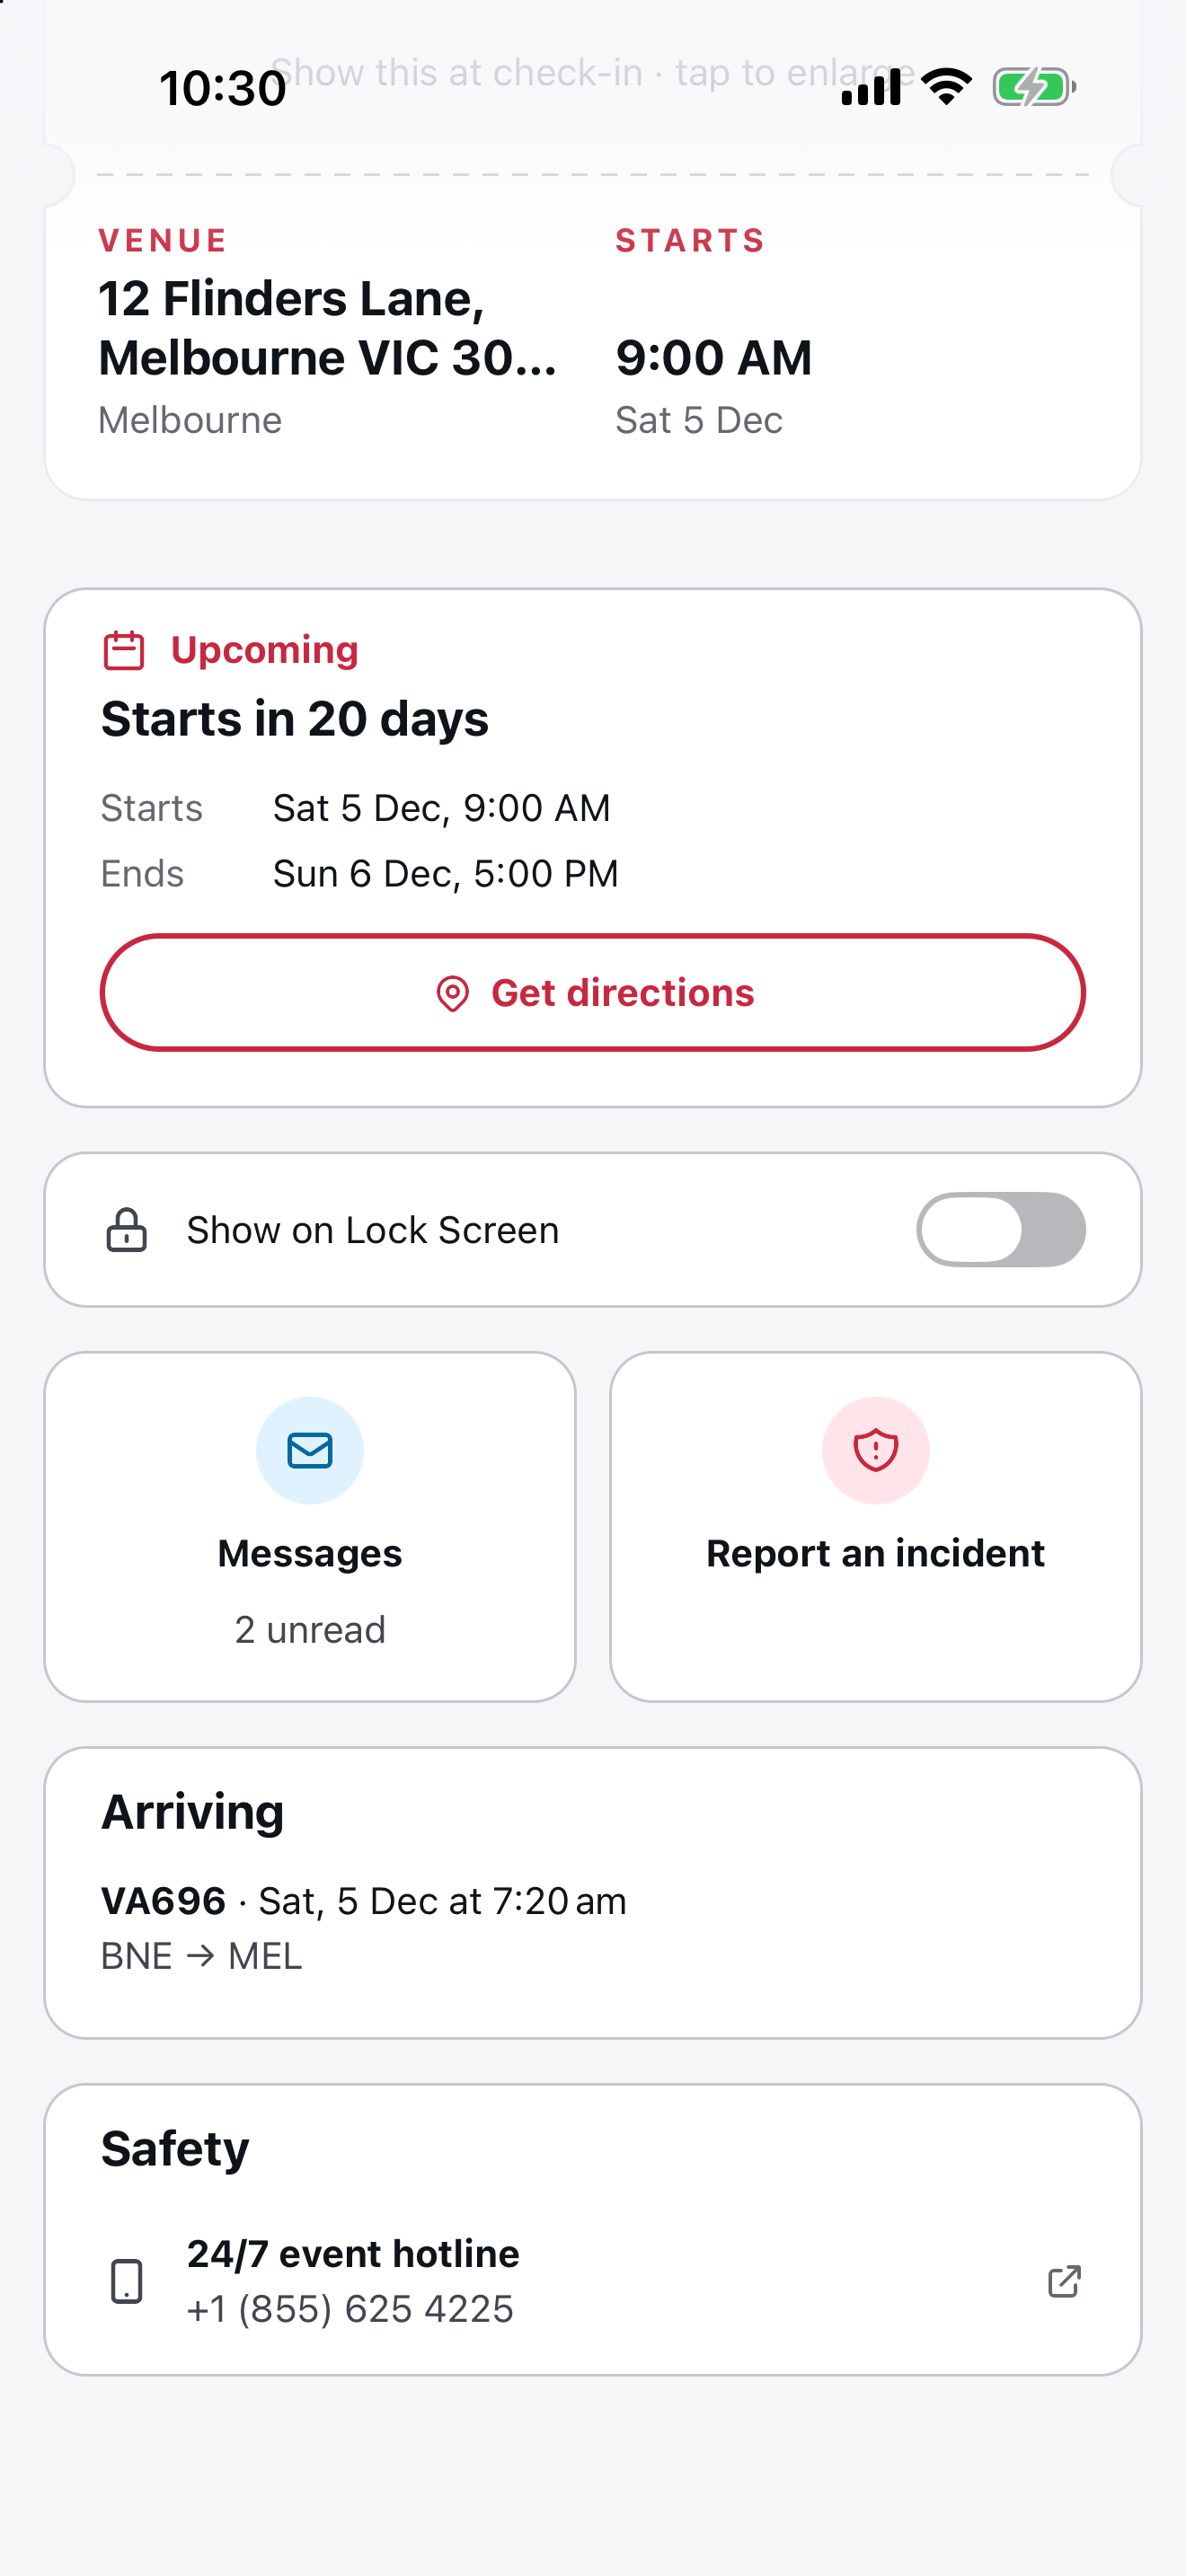 Show this at check-in · tap to enlarge
10:30
VENUE
12 Flinders Lane,
Melbourne VIC 30...
Melbourne
STARTS
9:00 AM
Sat 5 Dec
Upcoming
Starts in 20 days
Starts Sat 5 Dec, 9:00 AM
Ends Sun 6 Dec, 5:00 PM
Get directions
Show on Lock Screen
Messages
2 unread
Report an incident
Arriving
VA696 · Sat, 5 Dec at 7:20 am
BNE → MEL
Safety
24/7 event hotline
+1 (855) 625 4225